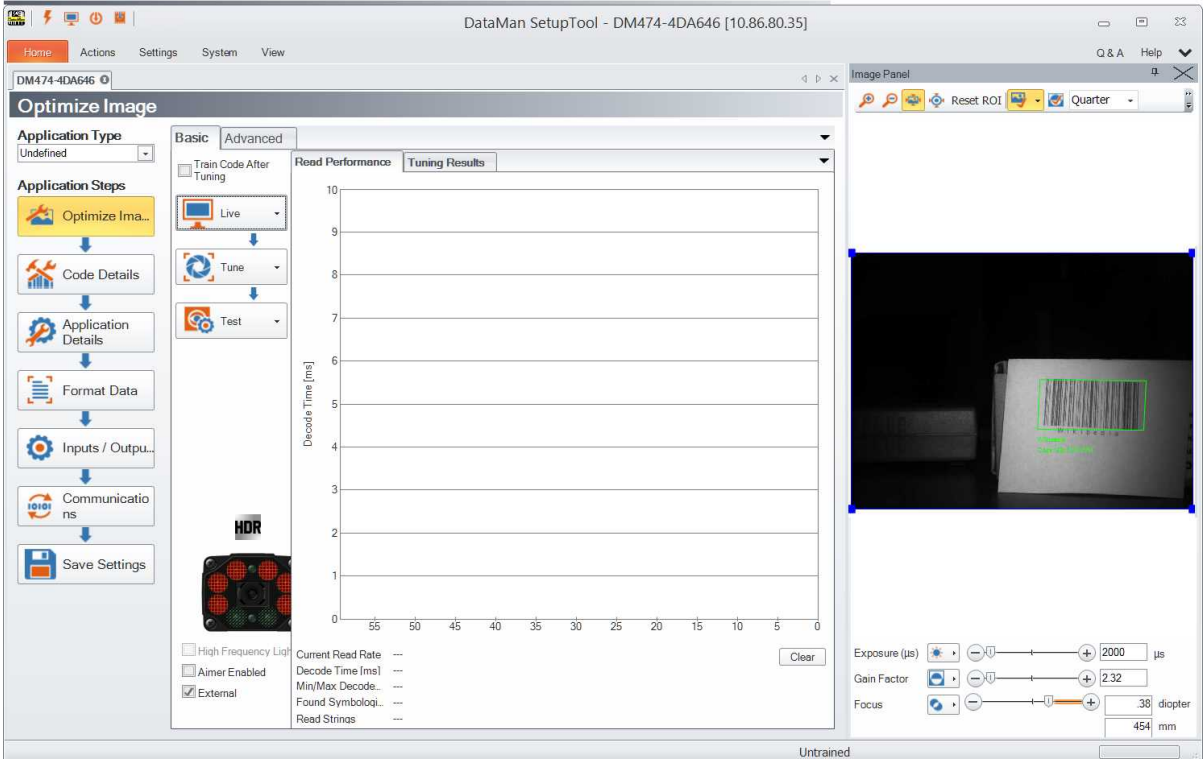 DataMan SetupTool - DM474-4DA646 [10.86.80.35]
Home Actions Settings System View
Q & A Help
DM474-4DA646
Optimize Image
Application Type
Undefined
Application Steps
Optimize Ima...
Code Details
Application
Details
Format Data
Inputs / Outpu...
Communicatio
ns
Save Settings
Basic Advanced
Train Code After
Tuning
Live
Tune
Test
HDR
High Frequency Ligh
Aimer Enabled
External
Read Performance Tuning Results
Decode Time [ms]
10
9
8
7
6
5
4
3
2
1
0
55 50 45 40 35 30 25 20 15 10 5 0
Current Read Rate ---
Clear
Decode Time [ms] ---
Min/Max Decode.. ---
Found Symbologi.. ---
Read Strings ---
Image Panel
Reset ROI Quarter
Exposure (µs) 2000 µs
Gain Factor 2.32
Focus .38 diopter
454 mm
Untrained